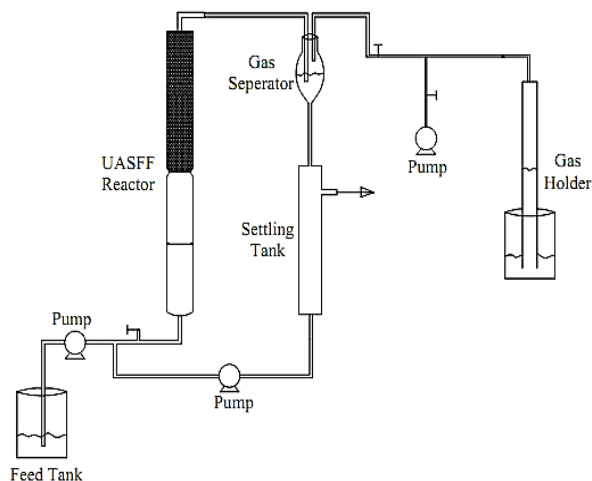 Gas
Seperator
UASFF
Reactor
Pump
Gas
Holder
Settling
Tank
Pump
Pump
Feed Tank